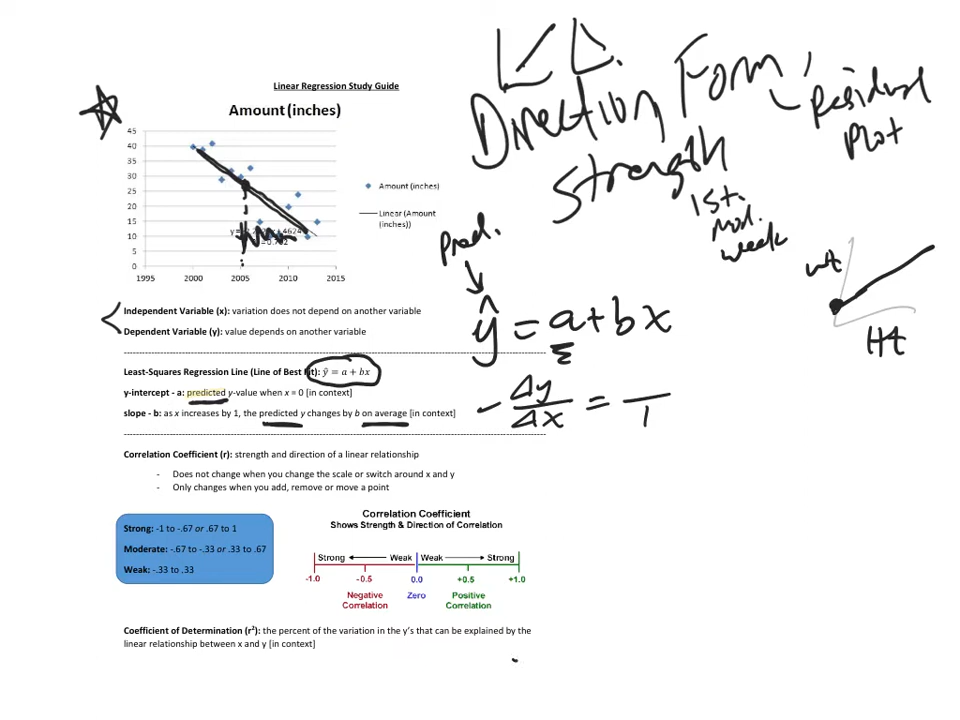 Linear Regression Study Guide
Amount (inches)
45
40
35
30
25
20
15
10
5
0
1995
2000
2005
2010
2015
Amount (inches)
Linear (Amount
(inches))
Independent Variable (x): variation does not depend on another variable
Dependent Variable (y): value depends on another variable
Least-Squares Regression Line (Line of Best Fit): ŷ = a + bx
y-intercept - a: predicted y-value when x = 0 [in context]
slope - b: as x increases by 1, the predicted y changes by b on average [in context]
Correlation Coefficient (r): strength and direction of a linear relationship
- Does not change when you change the scale or switch around x and y
- Only changes when you add, remove or move a point
Strong: -1 to -.67 or .67 to 1
Moderate: -.67 to -.33 or .33 to .67
Weak: -.33 to .33
Correlation Coefficient
Shows Strength & Direction of Correlation
Strong Weak Weak Strong
-1.0 -0.5 0.0 +0.5 +1.0
Negative Zero Positive
Correlation Correlation
Coefficient of Determination (r²): the percent of the variation in the y's that can be explained by the
linear relationship between x and y [in context]
Direction Form,
Residual
Plot
Strength
1 st.
mod.
weak
Pred.
ŷ = a + bx
Δy
Δx
=
1
wt
Ht